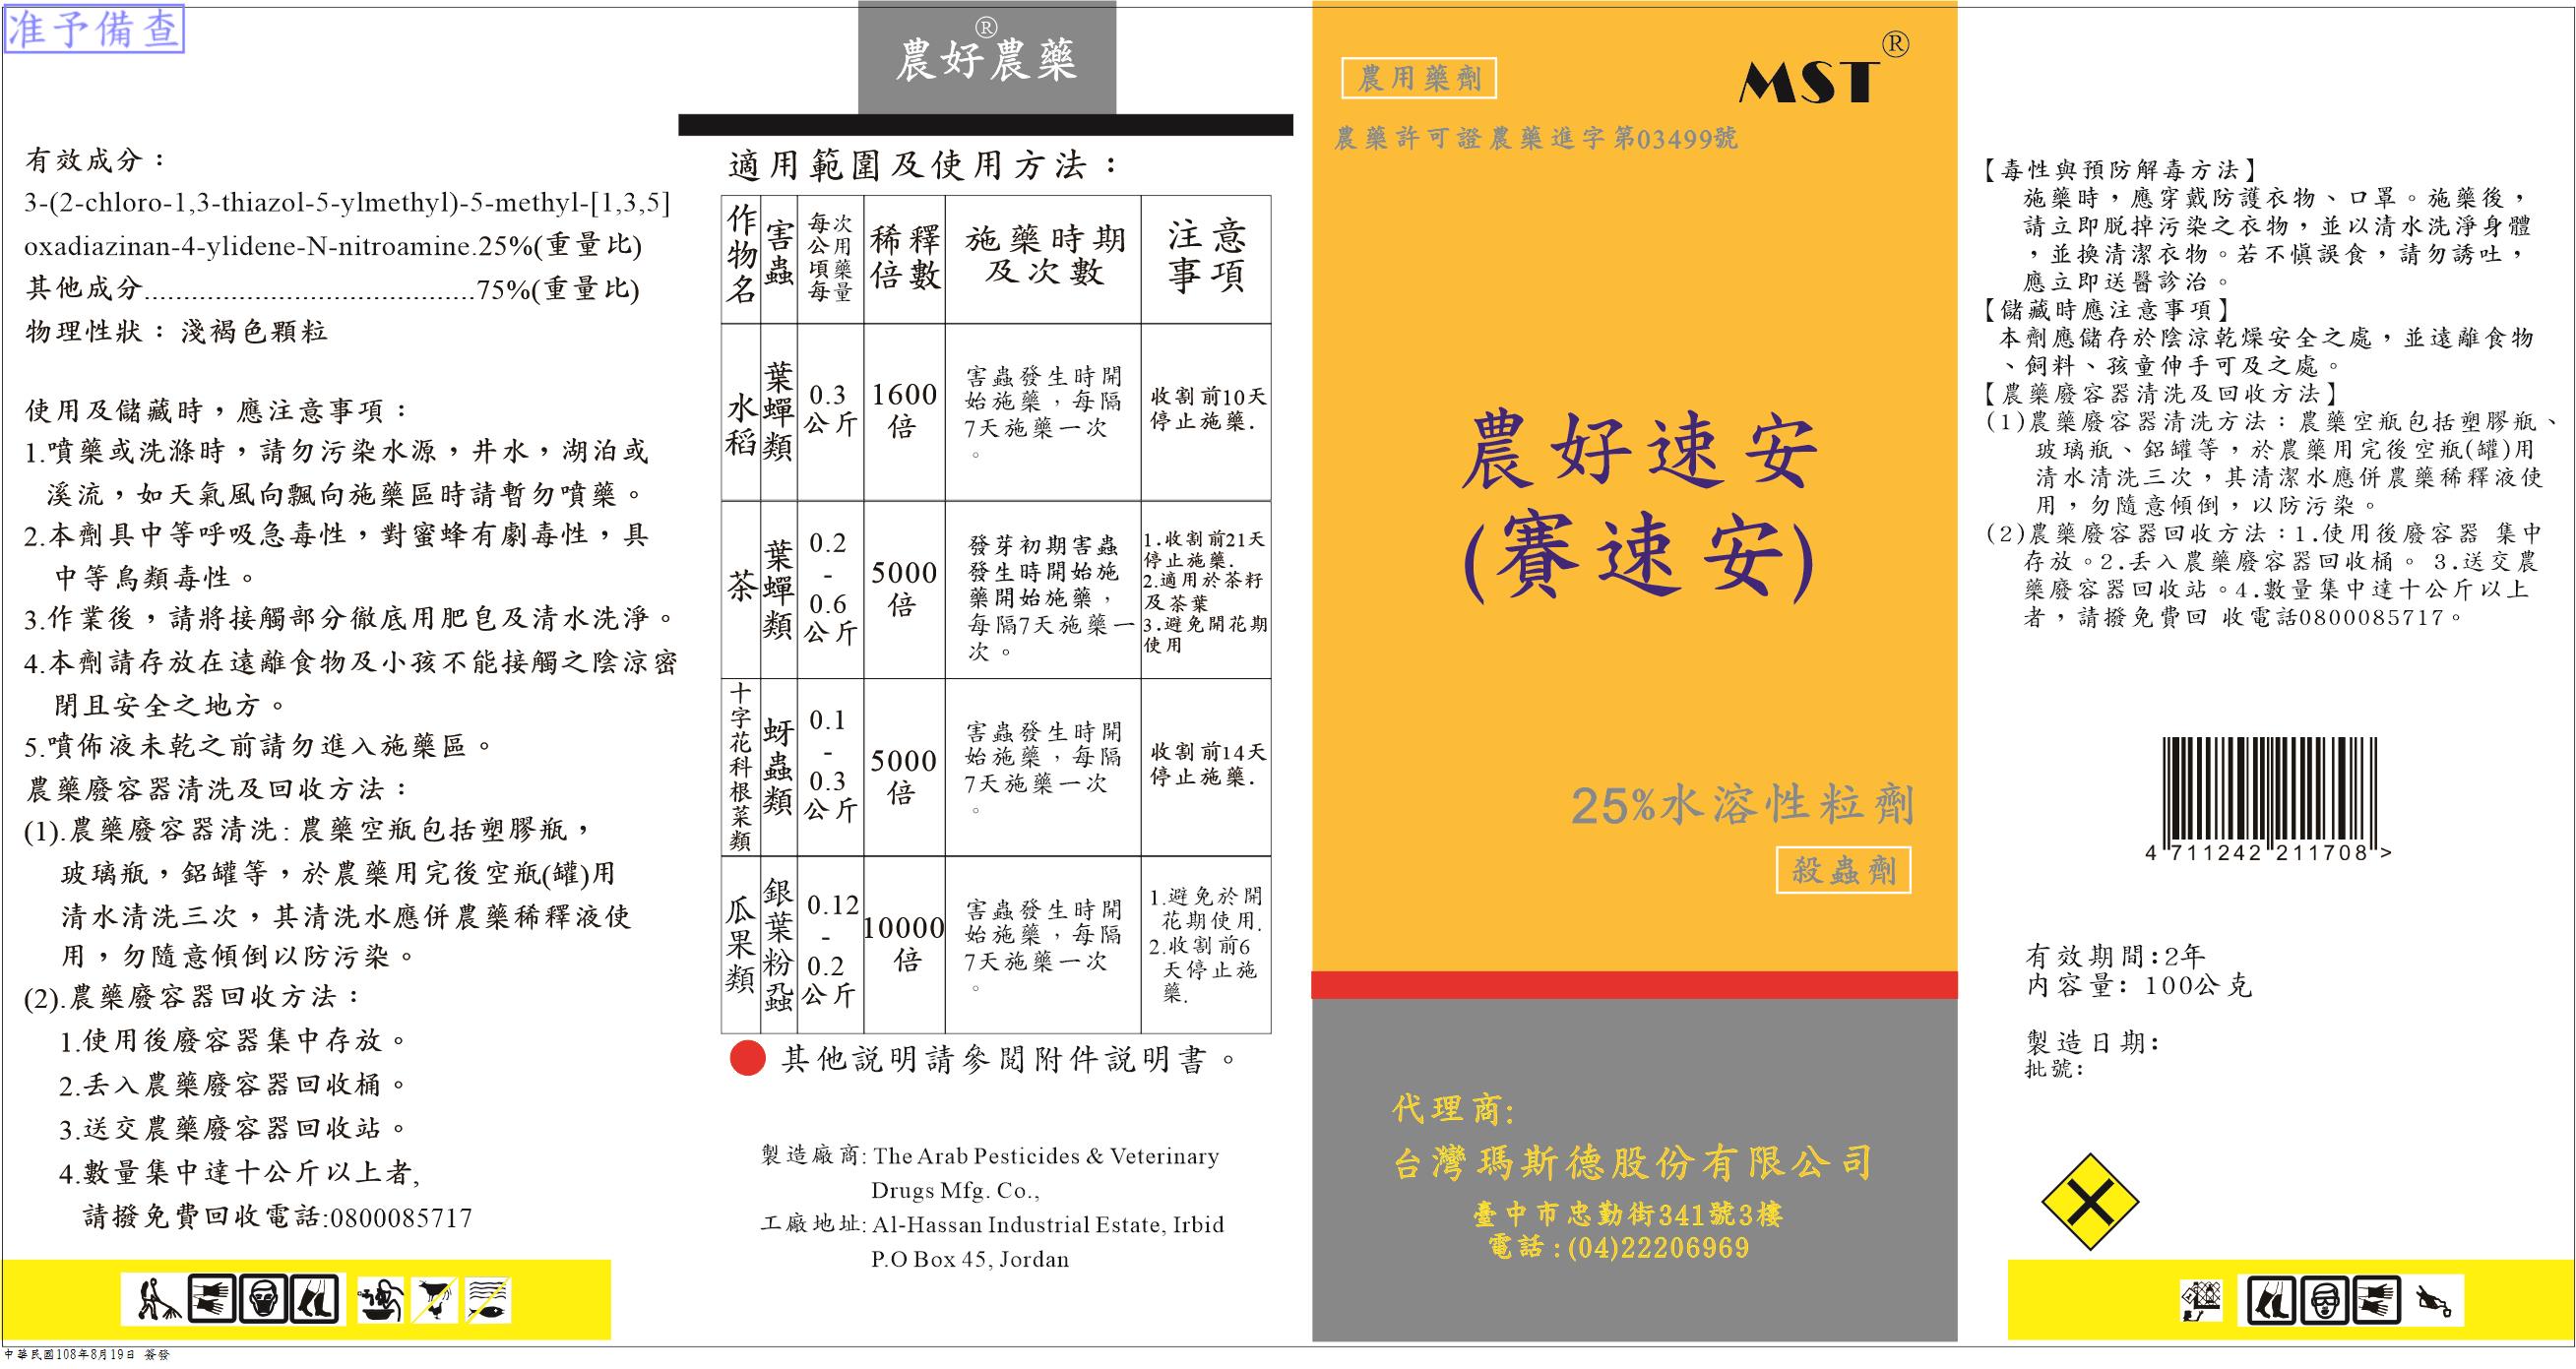 准予備查
有效成分：
3-(2-chloro-1,3-thiazol-5-ylmethyl)-5-methyl-[1,3,5]
oxadiazinan-4-ylidene-N-nitroamine.25%(重量比)
其他成分..........................................75%(重量比)
物理性狀：淺褐色顆粒
使用及儲藏時，應注意事項：
1.噴藥或洗滌時，請勿污染水源，井水，湖泊或
溪流，如天氣風向飄向施藥區時請暫勿噴藥。
2.本劑具中等呼吸急毒性，對蜜蜂有劇毒性，具
中等鳥類毒性。
3.作業後，請將接觸部分徹底用肥皂及清水洗淨。
4.本劑請存放在遠離食物及小孩不能接觸之陰涼密
閉且安全之地方。
5.噴佈液未乾之前請勿進入施藥區。
農藥廢容器清洗及回收方法：
(1).農藥廢容器清洗:農藥空瓶包括塑膠瓶，
玻璃瓶，鋁罐等，於農藥用完後空瓶(罐)用
清水清洗三次，其清洗水應併農藥稀釋液使
用，勿隨意傾倒以防污染。
(2).農藥廢容器回收方法：
1.使用後廢容器集中存放。
2.丟入農藥廢容器回收桶。
3.送交農藥廢容器回收站。
4.數量集中達十公斤以上者,
請撥免費回收電話:0800085717
中華民國108年8月19日 簽發
農好®農藥
適用範圍及使用方法：
作物名
害蟲
每公頃每
次用藥量
稀釋
倍數
施藥時期
及次數
注意
事項
水稻
葉蟬類
0.3
公斤
1600
倍
害蟲發生時開
始施藥，每隔
7天施藥一次
。
收割前10天
停止施藥.
茶
葉蟬類
0.2
-
0.6
公斤
5000
倍
發芽初期害蟲
發生時開始施
藥開始施藥，
每隔7天施藥一
次。
1.收割前21天
停止施藥.
2.適用於茶籽
及茶葉
3.避免開花期
使用
十字花科根菜類
蚜蟲類
0.1
-
0.3
公斤
5000
倍
害蟲發生時開
始施藥，每隔
7天施藥一次
。
收割前14天
停止施藥.
瓜果類
銀葉粉蝨
0.12
-
0.2
公斤
10000
倍
害蟲發生時開
始施藥，每隔
7天施藥一次
。
1.避免於開
花期使用.
2.收割前6
天停止施
藥.
其他說明請參閱附件說明書。
製造廠商: The Arab Pesticides & Veterinary
Drugs Mfg. Co.,
工廠地址: Al-Hassan Industrial Estate, Irbid
P.O Box 45, Jordan
農用藥劑
MST®
農藥許可證農藥進字第03499號
農好速安
(賽速安)
25%水溶性粒劑
殺蟲劑
代理商:
台灣瑪斯德股份有限公司
臺中市忠勤街341號3樓
電話:(04)22206969
【毒性與預防解毒方法】
施藥時，應穿戴防護衣物、口罩。施藥後，
請立即脫掉污染之衣物，並以清水洗淨身體
，並換清潔衣物。若不慎誤食，請勿誘吐，
應立即送醫診治。
【儲藏時應注意事項】
本劑應儲存於陰涼乾燥安全之處，並遠離食物
、飼料、孩童伸手可及之處。
【農藥廢容器清洗及回收方法】
(1)農藥廢容器清洗方法：農藥空瓶包括塑膠瓶、
玻璃瓶、鋁罐等，於農藥用完後空瓶(罐)用
清水清洗三次，其清潔水應併農藥稀釋液使
用，勿隨意傾倒，以防污染。
(2)農藥廢容器回收方法：1.使用後廢容器 集中
存放。2.丟入農藥廢容器回收桶。 3.送交農
藥廢容器回收站。4.數量集中達十公斤以上
者，請撥免費回 收電話0800085717。
4 711242 211708 >
有效期間:2年
內容量: 100公克
製造日期:
批號: